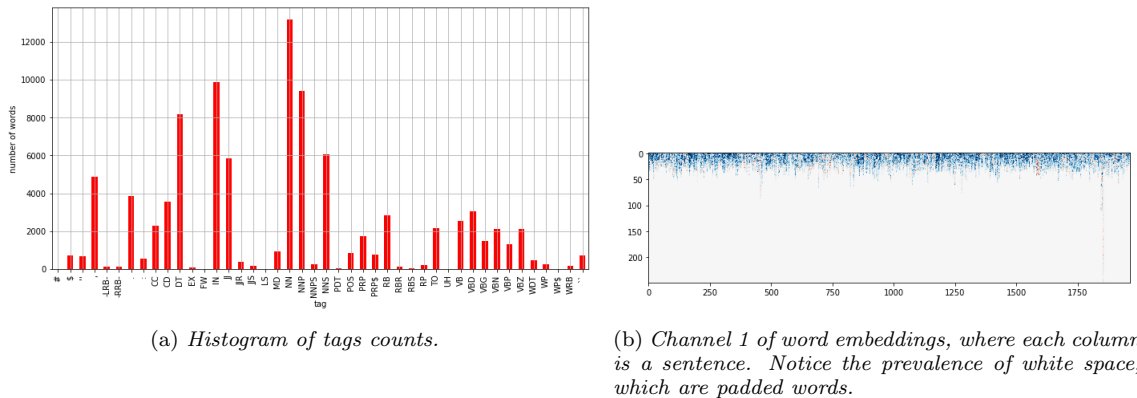 12000
10000
8000
6000
4000
2000
0
number of words
# $ '' , -LRB- -RRB- . : CC CD DT EX FW IN JJ JJR JJS LS MD NN NNP NNPS NNS PDT POS PRP PRP$ RB RBR RBS RP TO UH VB VBD VBG VBN VBP VBZ WDT WP WP$ WRB ``
tag
(a) Histogram of tags counts.
0
50
100
150
200
0 250 500 750 1000 1250 1500 1750
(b) Channel 1 of word embeddings, where each column
is a sentence. Notice the prevalence of white space,
which are padded words.